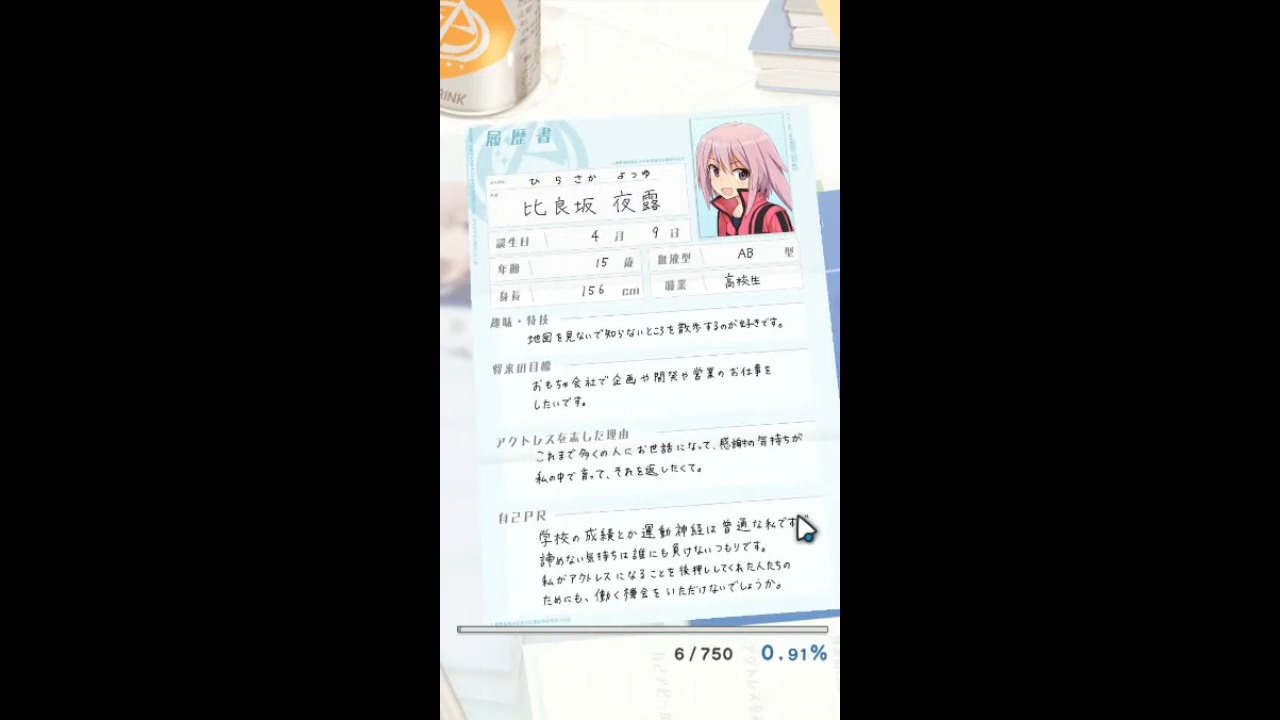 RINK
履歴書
ひらさか よつゆ
比良坂 夜露
誕生日 4月 9日
年齢 15 歳 血液型 AB 型
身長 156 cm 職業 高校生
趣味・特技
地図を見ないで知らないところを散歩するのが好きです。
将来の目標
おもちゃ会社で企画や開発や営業のお仕事を
したいです。
アクトレスを志した理由
これまで多くの人にお世話になって、感謝の気持ちが
私の中で育って、それを返したくて。
自己PR
学校の成績とか運動神経は普通な私ですが
諦めない気持ちは誰にも負けないつもりです。
私がアクトレスになることを後押ししてくれた人たちの
ためにも、働く機会をいただけないでしょうか。
6/750 0.91%